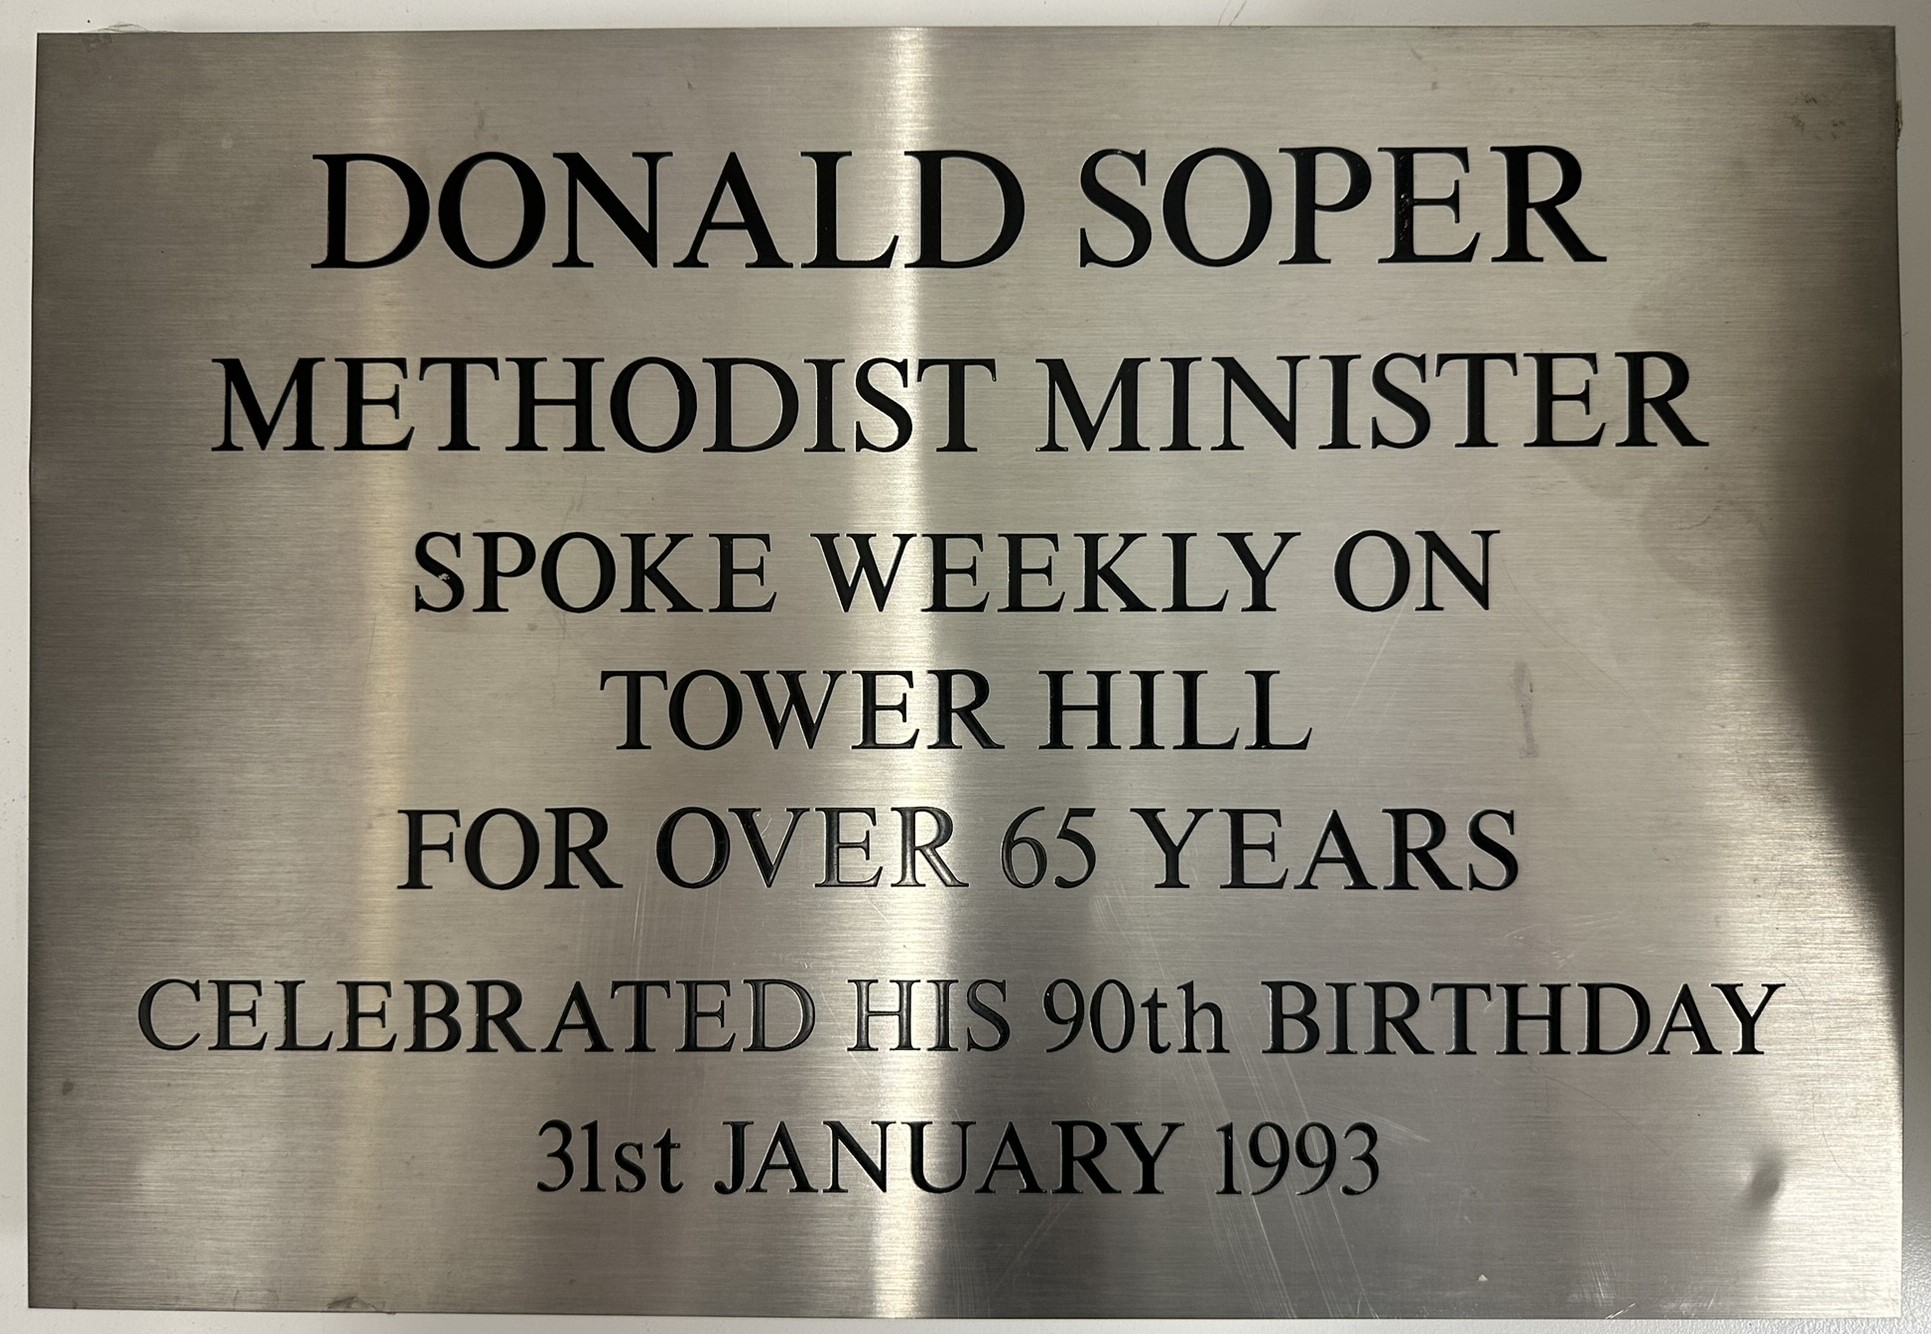 DONALD SOPER
METHODIST MINISTER
SPOKE WEEKLY ON
TOWER HILL
FOR OVER 65 YEARS
CELEBRATED HIS 90th BIRTHDAY
31st JANUARY 1993